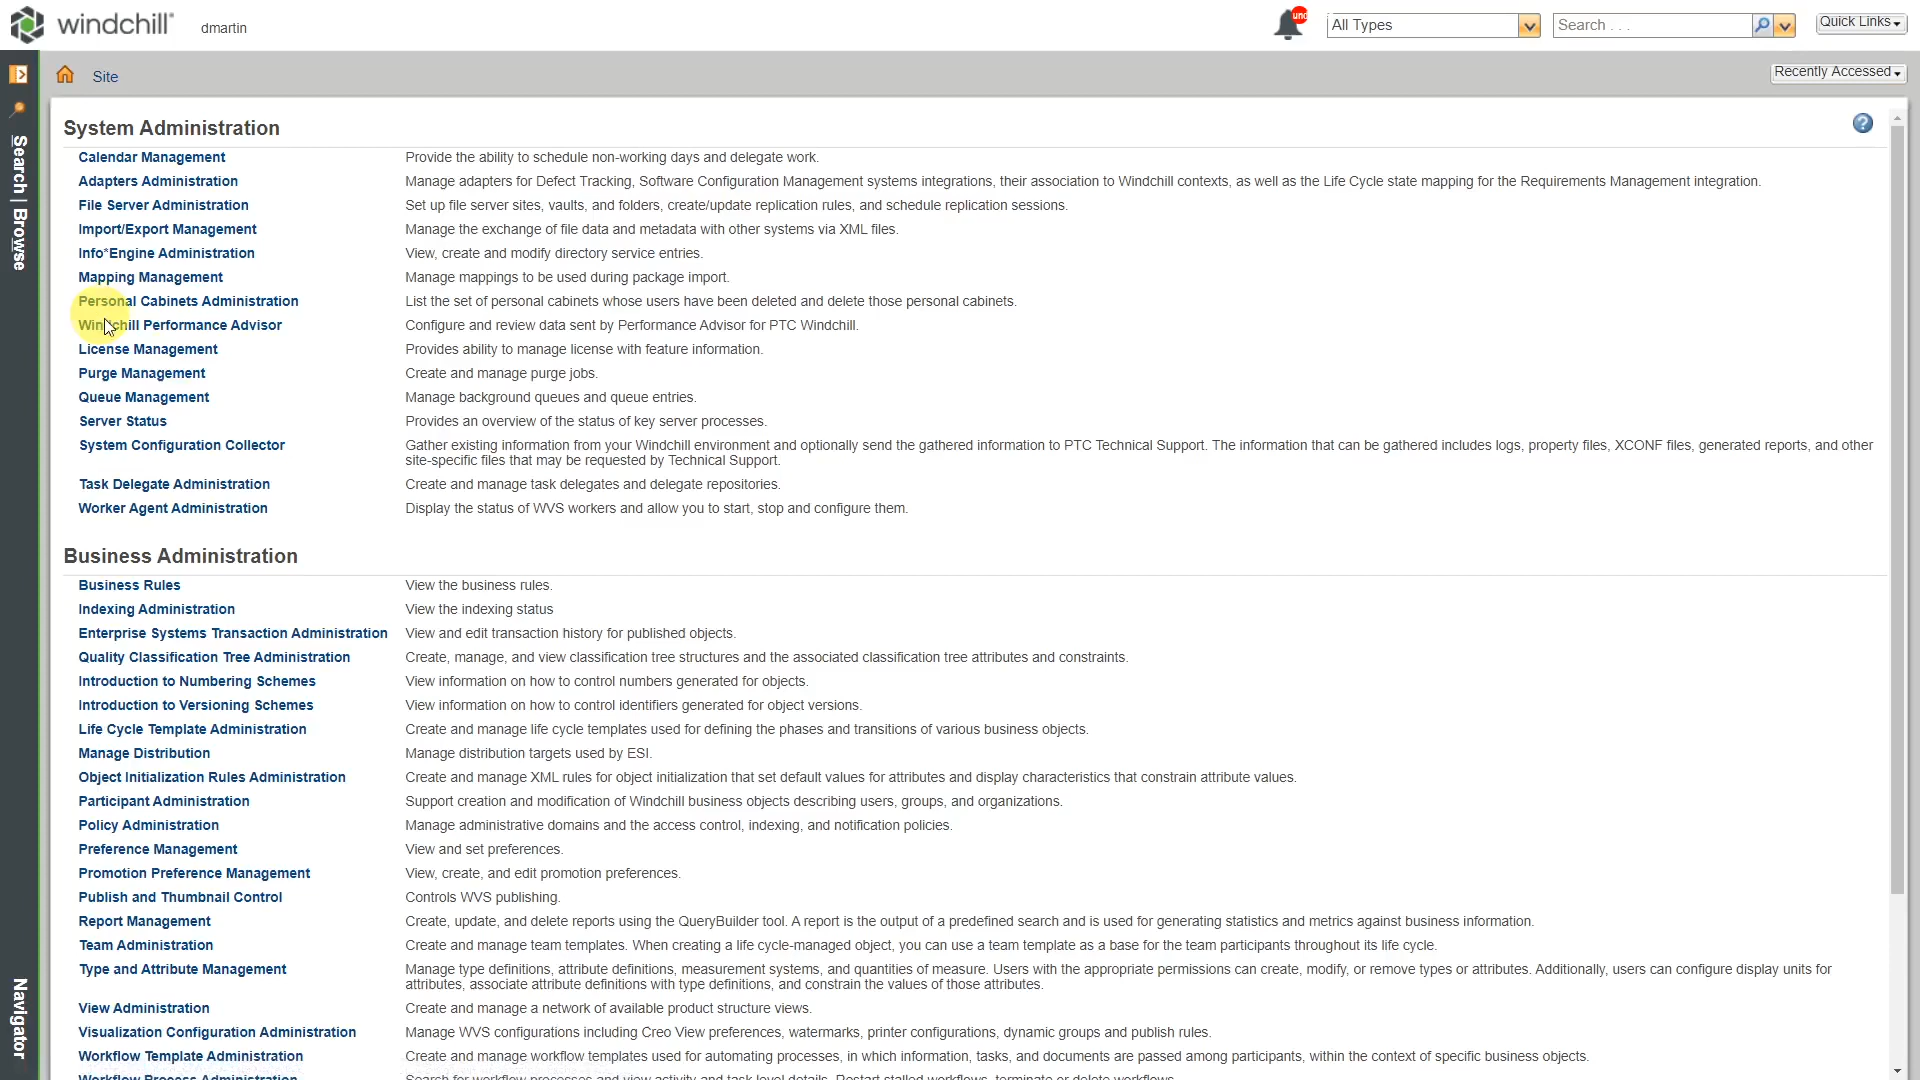 windchill®
dmartin
All Types
Search . . .
Quick Links
Search | Browse
Site
Recently Accessed
System Administration
Calendar Management Provide the ability to schedule non-working days and delegate work.
Adapters Administration Manage adapters for Defect Tracking, Software Configuration Management systems integrations, their association to Windchill contexts, as well as the Life Cycle state mapping for the Requirements Management integration.
File Server Administration Set up file server sites, vaults, and folders, create/update replication rules, and schedule replication sessions.
Import/Export Management Manage the exchange of file data and metadata with other systems via XML files.
Info*Engine Administration View, create and modify directory service entries.
Mapping Management Manage mappings to be used during package import.
Personal Cabinets Administration List the set of personal cabinets whose users have been deleted and delete those personal cabinets.
Windchill Performance Advisor Configure and review data sent by Performance Advisor for PTC Windchill.
License Management Provides ability to manage license with feature information.
Purge Management Create and manage purge jobs.
Queue Management Manage background queues and queue entries.
Server Status Provides an overview of the status of key server processes.
System Configuration Collector Gather existing information from your Windchill environment and optionally send the gathered information to PTC Technical Support. The information that can be gathered includes logs, property files, XCONF files, generated reports, and other
site-specific files that may be requested by Technical Support.
Task Delegate Administration Create and manage task delegates and delegate repositories.
Worker Agent Administration Display the status of WVS workers and allow you to start, stop and configure them.
Business Administration
Business Rules View the business rules.
Indexing Administration View the indexing status
Enterprise Systems Transaction Administration View and edit transaction history for published objects.
Quality Classification Tree Administration Create, manage, and view classification tree structures and the associated classification tree attributes and constraints.
Introduction to Numbering Schemes View information on how to control numbers generated for objects.
Introduction to Versioning Schemes View information on how to control identifiers generated for object versions.
Life Cycle Template Administration Create and manage life cycle templates used for defining the phases and transitions of various business objects.
Manage Distribution Manage distribution targets used by ESI.
Object Initialization Rules Administration Create and manage XML rules for object initialization that set default values for attributes and display characteristics that constrain attribute values.
Participant Administration Support creation and modification of Windchill business objects describing users, groups, and organizations.
Policy Administration Manage administrative domains and the access control, indexing, and notification policies.
Preference Management View and set preferences.
Promotion Preference Management View, create, and edit promotion preferences.
Publish and Thumbnail Control Controls WVS publishing.
Report Management Create, update, and delete reports using the QueryBuilder tool. A report is the output of a predefined search and is used for generating statistics and metrics against business information.
Team Administration Create and manage team templates. When creating a life cycle-managed object, you can use a team template as a base for the team participants throughout its life cycle.
Type and Attribute Management Manage type definitions, attribute definitions, measurement systems, and quantities of measure. Users with the appropriate permissions can create, modify, or remove types or attributes. Additionally, users can configure display units for
attributes, associate attribute definitions with type definitions, and constrain the values of those attributes.
View Administration Create and manage a network of available product structure views.
Visualization Configuration Administration Manage WVS configurations including Creo View preferences, watermarks, printer configurations, dynamic groups and publish rules.
Workflow Template Administration Create and manage workflow templates used for automating processes, in which information, tasks, and documents are passed among participants, within the context of specific business objects.
Workflow Process Administration Search for workflow processes and view activity and task level details. Restart stalled workflows, terminate or delete workflows.
Navigator